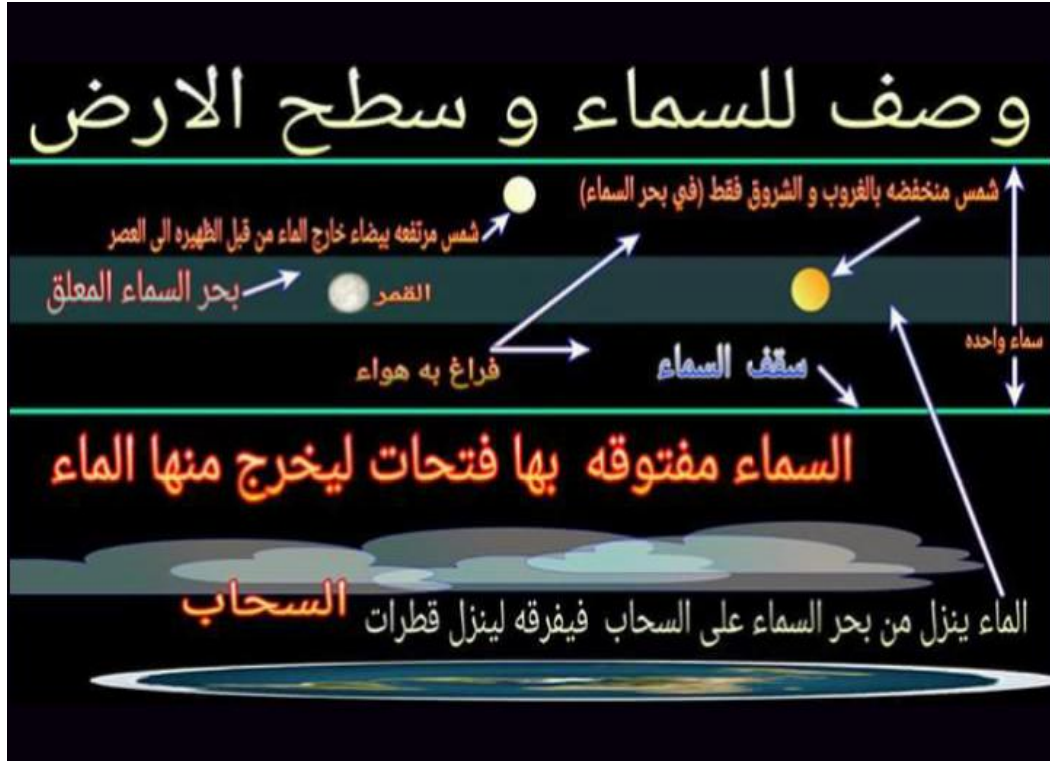 وصف للسماء و سطح الارض
شمس منخفضه بالغروب و الشروق فقط (في بحر السماء)
شمس مرتفعه بيضاء خارج الماء من قبل الظهيره الى العصر
القمر
بحر السماء المعلق
سماء واحده
سقف السماء
فراغ به هواء
السماء مفتوقه بها فتحات ليخرج منها الماء
السحاب
الماء ينزل من بحر السماء على السحاب فيفرقه لينزل قطرات